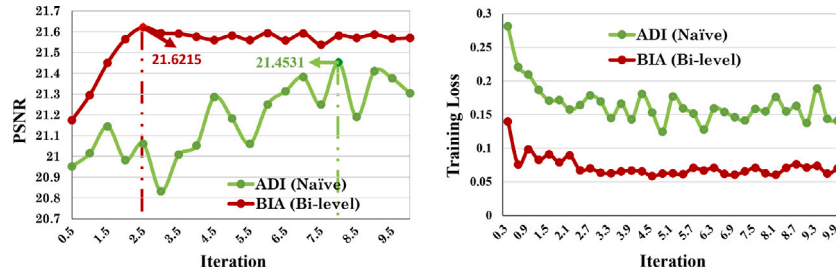 21.7
21.6
21.5
21.4
21.3
21.2
21.1
21
20.9
20.8
20.7
PSNR
21.6215
21.4531
ADI (Naïve)
BIA (Bi-level)
0.5 1.5 2.5 3.5 4.5 5.5 6.5 7.5 8.5 9.5
Iteration
0.3
0.25
0.2
0.15
0.1
0.05
0
Training Loss
ADI (Naïve)
BIA (Bi-level)
0.3 0.9 1.5 2.1 2.7 3.3 3.9 4.5 5.1 5.7 6.3 6.9 7.5 8.1 8.7 9.3 9.9
Iteration